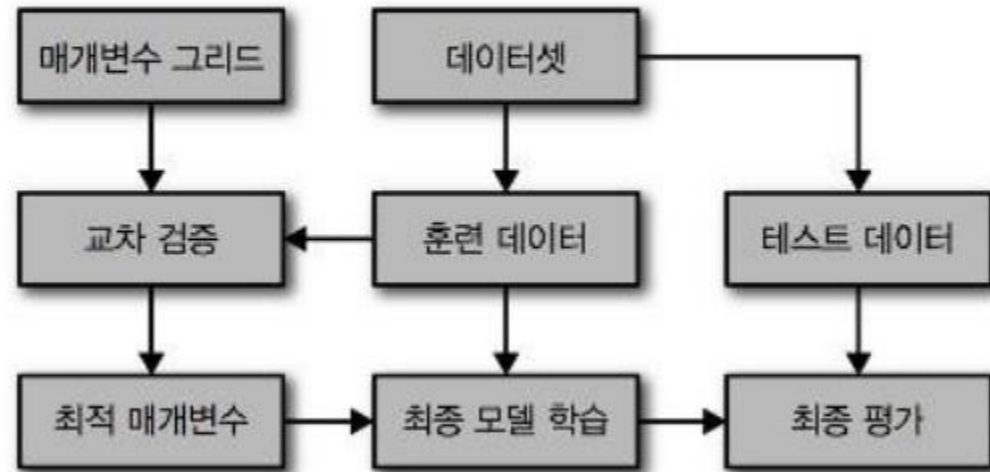 매개변수 그리드
데이터셋
교차 검증
훈련 데이터
테스트 데이터
최적 매개변수
최종 모델 학습
최종 평가